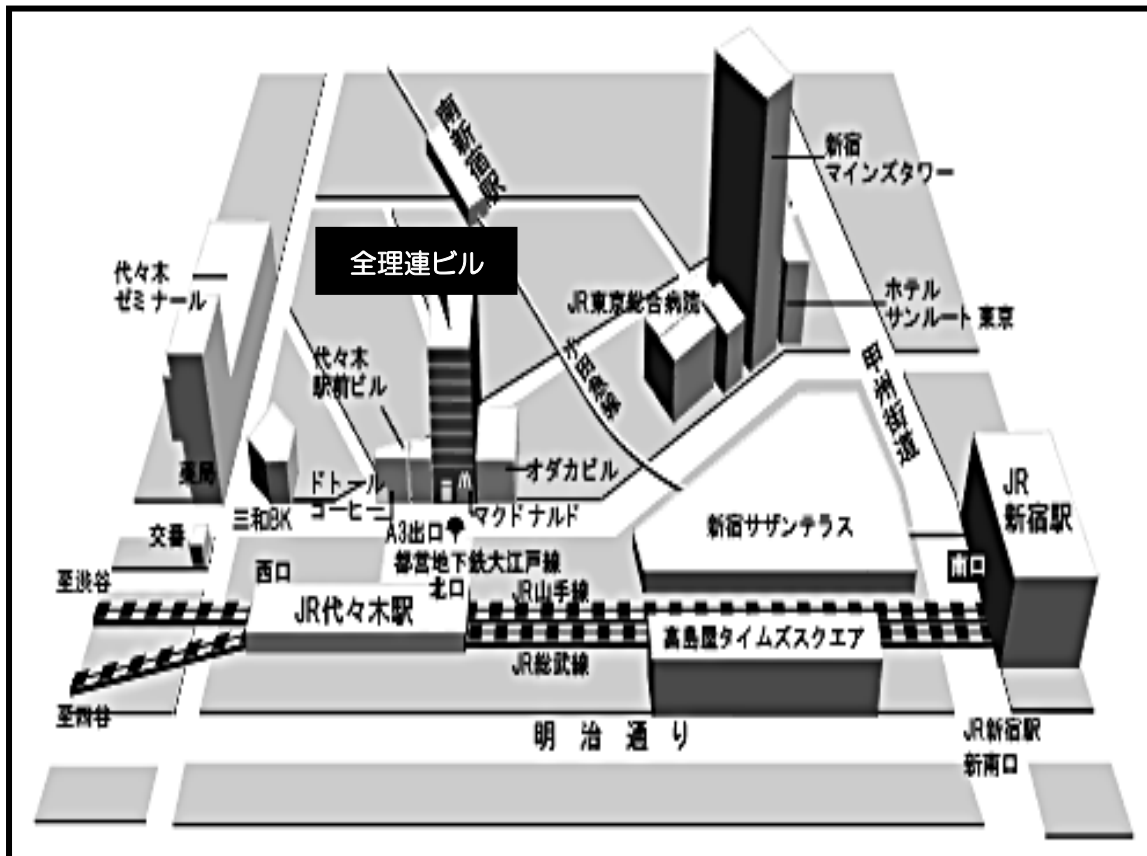 南新宿駅
新宿
マインズタワー
全理連ビル
代々木
ゼミナール
JR東京総合病院
ホテル
サンルート東京
代々木
駅前ビル
小田急線
甲州街道
オダカビル
薬局
ドトール
コーヒー
マクドナルド
三和BK
JR
新宿駅
新宿サザンテラス
交番
A3出口
都営地下鉄大江戸線
北口
南口
西口
至渋谷
JR山手線
JR代々木駅
高島屋タイムズスクエア
JR総武線
至四谷
明治通り
JR新宿駅
新南口